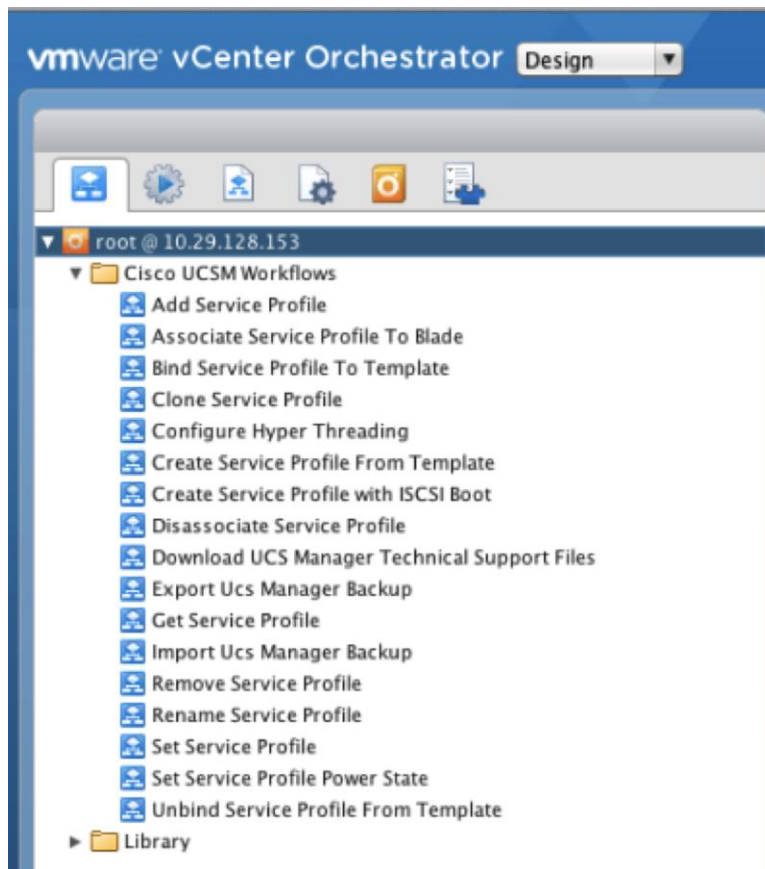 vmware vCenter Orchestrator Design
root @ 10.29.128.153
Cisco UCSM Workflows
Add Service Profile
Associate Service Profile To Blade
Bind Service Profile To Template
Clone Service Profile
Configure Hyper Threading
Create Service Profile From Template
Create Service Profile with ISCSI Boot
Disassociate Service Profile
Download UCS Manager Technical Support Files
Export Ucs Manager Backup
Get Service Profile
Import Ucs Manager Backup
Remove Service Profile
Rename Service Profile
Set Service Profile
Set Service Profile Power State
Unbind Service Profile From Template
Library